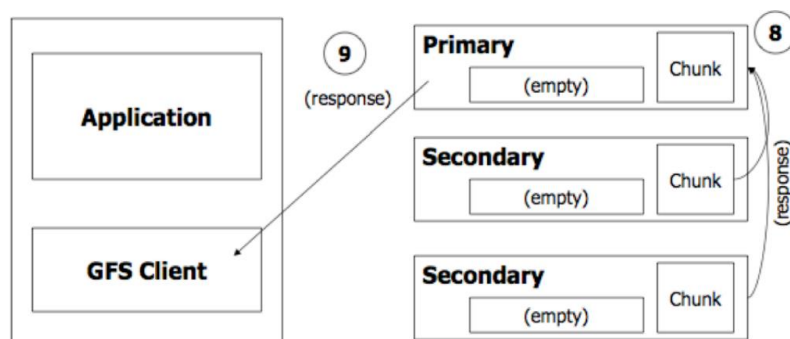 Application
GFS Client
9
(response)
Primary
(empty)
Chunk
8
Secondary
(empty)
Chunk
(response)
Secondary
(empty)
Chunk